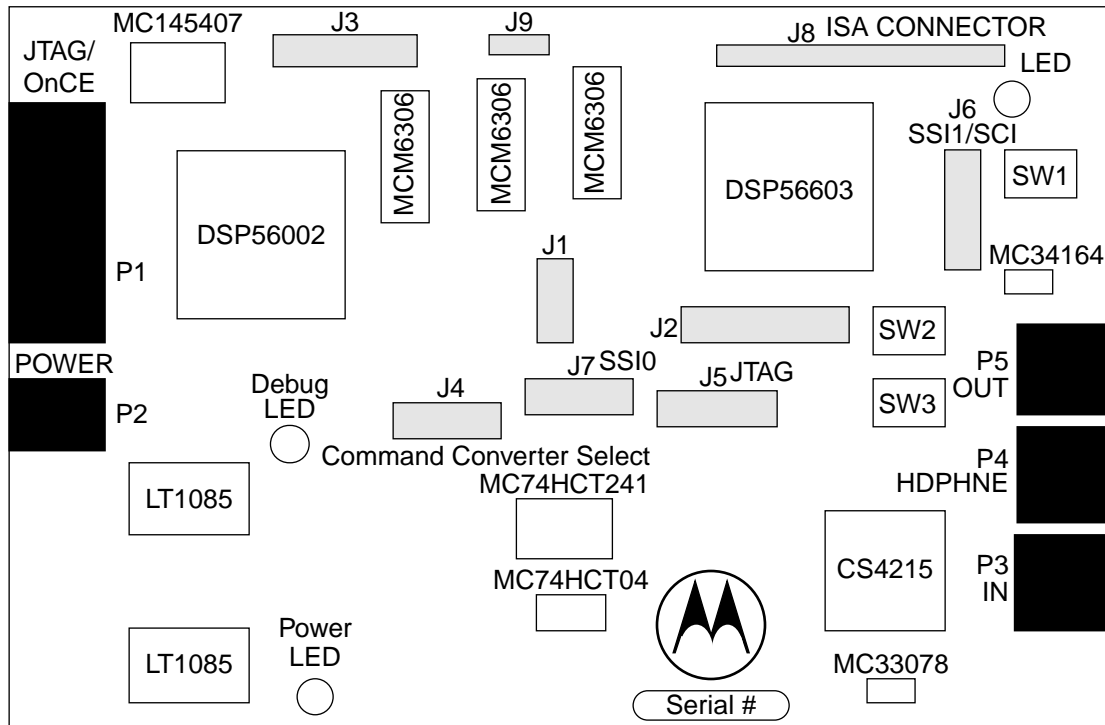 MC145407
J3
J9
J8 ISA CONNECTOR
JTAG/
OnCE
LED
MCM6306
MCM6306
MCM6306
J6
SSI1/SCI
SW1
DSP56002
DSP56603
J1
MC34164
P1
J2
SW2
POWER
P2
Debug
LED
J4
J7 SSI0
J5 JTAG
SW3
P5
OUT
Command Converter Select
P4
HDPHNE
LT1085
MC74HCT241
CS4215
P3
IN
MC74HCT04
LT1085
Power
LED
MC33078
Serial #